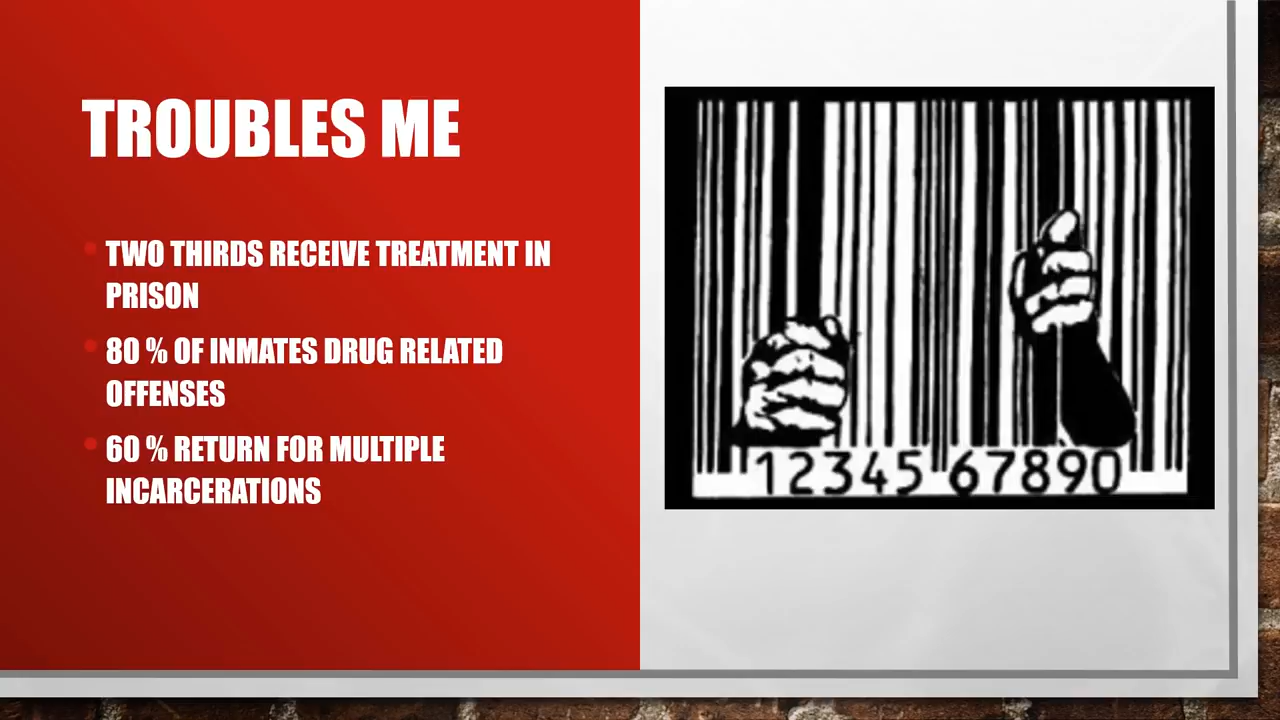 TROUBLES ME
TWO THIRDS RECEIVE TREATMENT IN
PRISON
80 % OF INMATES DRUG RELATED
OFFENSES
60 % RETURN FOR MULTIPLE
INCARCERATIONS
12345 67890